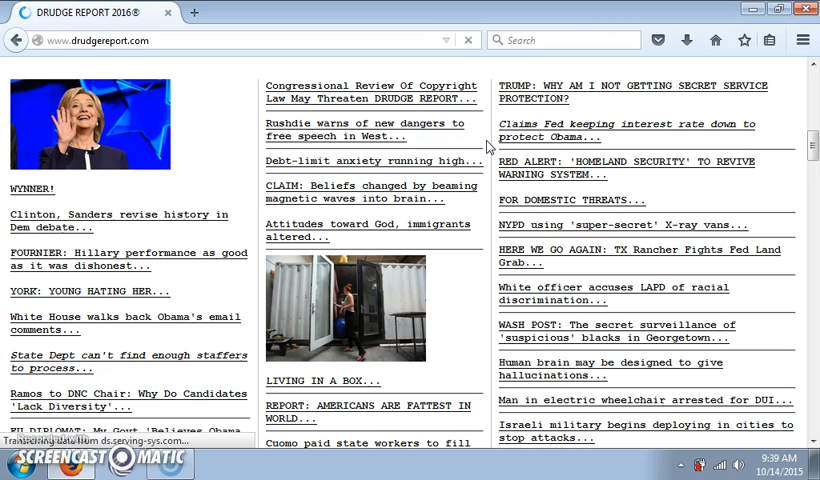 DRUDGE REPORT 2016®
www.drudgereport.com
Search
WYNNER!
Clinton, Sanders revise history in
Dem debate...
FOURNIER: Hillary performance as good
as it was dishonest...
YORK: YOUNG HATING HER...
White House walks back Obama's email
comments...
State Dept can't find enough staffers
to process...
Ramos to DNC Chair: Why Do Candidates
'Lack Diversity'...
EU DIPLOMAT: My Govt 'Believes Obama
Congressional Review Of Copyright
Law May Threaten DRUDGE REPORT...
Rushdie warns of new dangers to
free speech in West...
Debt-limit anxiety running high...
CLAIM: Beliefs changed by beaming
magnetic waves into brain...
Attitudes toward God, immigrants
altered...
LIVING IN A BOX...
REPORT: AMERICANS ARE FATTEST IN
WORLD...
Cuomo paid state workers to fill
TRUMP: WHY AM I NOT GETTING SECRET SERVICE
PROTECTION?
Claims Fed keeping interest rate down to
protect Obama...
RED ALERT: 'HOMELAND SECURITY' TO REVIVE
WARNING SYSTEM...
FOR DOMESTIC THREATS...
NYPD using 'super-secret' X-ray vans...
HERE WE GO AGAIN: TX Rancher Fights Fed Land
Grab...
White officer accuses LAPD of racial
discrimination...
WASH POST: The secret surveillance of
'suspicious' blacks in Georgetown...
Human brain may be designed to give
hallucinations...
Man in electric wheelchair arrested for DUI...
Israeli military begins deploying in cities to
stop attacks...
Transferring data from ds.serving-sys.com...
Recorded with
SCREENCAST MATIC
9:39 AM
10/14/2015